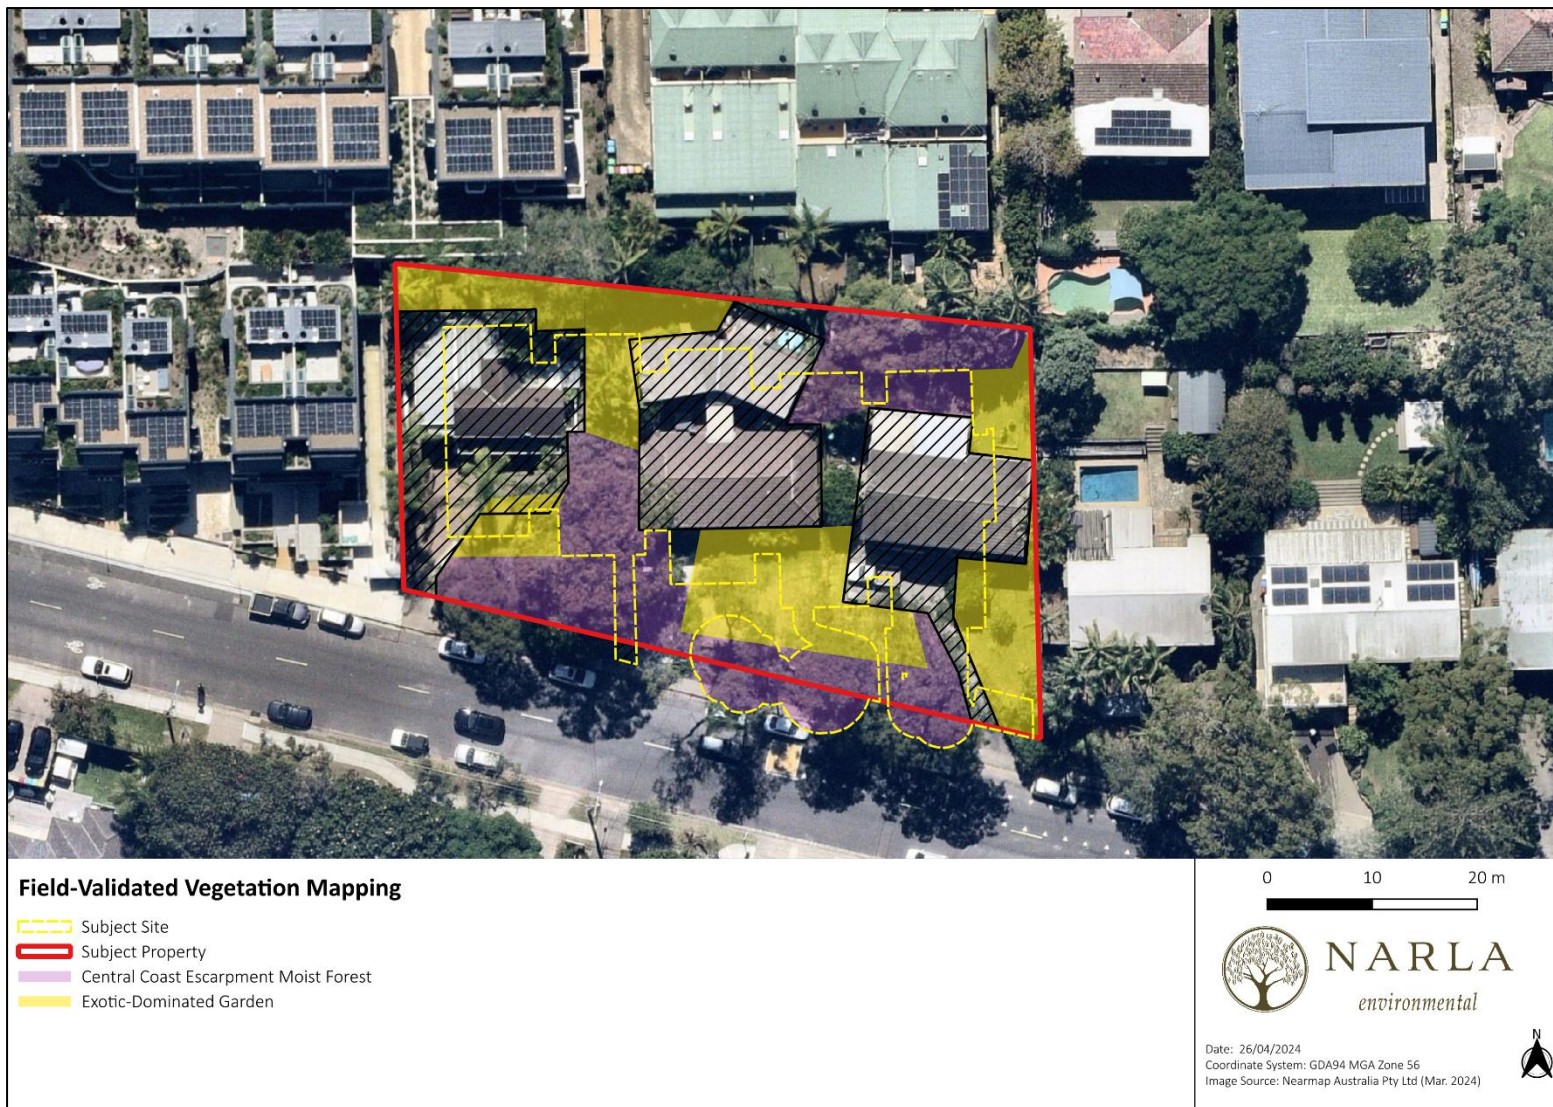 Field-Validated Vegetation Mapping
Subject Site
Subject Property
Central Coast Escarpment Moist Forest
Exotic-Dominated Garden
0 10 20 m
NARLA
environmental
N
Date: 26/04/2024
Coordinate System: GDA94 MGA Zone 56
Image Source: Nearmap Australia Pty Ltd (Mar. 2024)